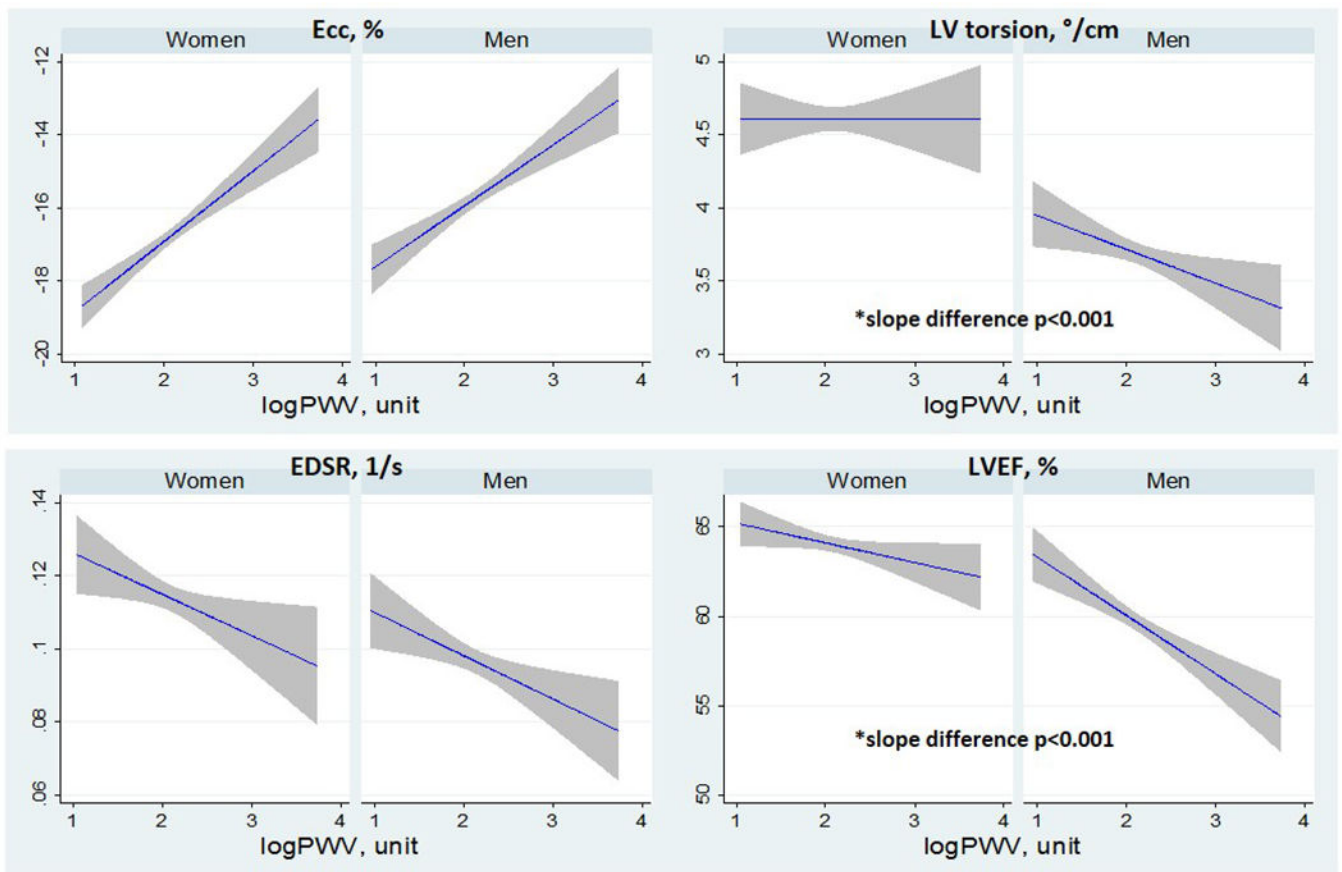 Ecc, %
Women Men
-12
-14
-16
-18
-20
1 2 3 4 1 2 3 4
logPWV, unit
LV torsion, °/cm
Women Men
5
4.5
4
3.5
3
*slope difference p<0.001
1 2 3 4 1 2 3 4
logPWV, unit
EDSR, 1/s
Women Men
.14
.12
.1
.08
.06
1 2 3 4 1 2 3 4
logPWV, unit
LVEF, %
Women Men
65
60
55
50
*slope difference p<0.001
1 2 3 4 1 2 3 4
logPWV, unit